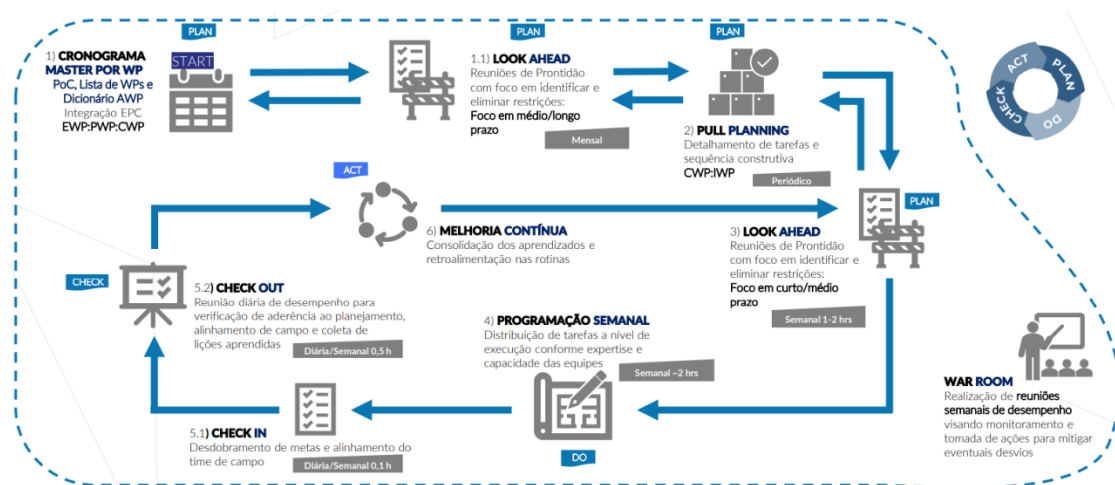 PLAN
1) CRONOGRAMA
MASTER POR WP
PoC, Lista de WPs e
Dicionário AWP
Integração EPC
EWP:PWP:CWP
START
PLAN
1.1) LOOK AHEAD
Reuniões de Prontidão
com foco em identificar e
eliminar restrições:
Foco em médio/longo
prazo
Mensal
PLAN
2) PULL PLANNING
Detalhamento de tarefas e
sequência construtiva
CWP:IWP
Periódico
ACT
PLAN
DO
CHECK
PLAN
3) LOOK AHEAD
Reuniões de Prontidão
com foco em identificar e
eliminar restrições:
Foco em curto/médio
prazo
Semanal 1-2 hrs
ACT
6) MELHORIA CONTÍNUA
Consolidação dos aprendizados e
retroalimentação nas rotinas
CHECK
5.2) CHECK OUT
Reunião diária de desempenho para
verificação de aderência ao planejamento,
alinhamento de campo e coleta de
lições aprendidas
Diária/Semanal 0,5 h
4) PROGRAMAÇÃO SEMANAL
Distribuição de tarefas a nível de
execução conforme expertise e
capacidade das equipes
Semanal ~2 hrs
DO
5.1) CHECK IN
Desdobramento de metas e alinhamento do
time de campo
Diária/Semanal 0,1 h
WAR ROOM
Realização de reuniões
semanais de desempenho
visando monitoramento e
tomada de ações para mitigar
eventuais desvios